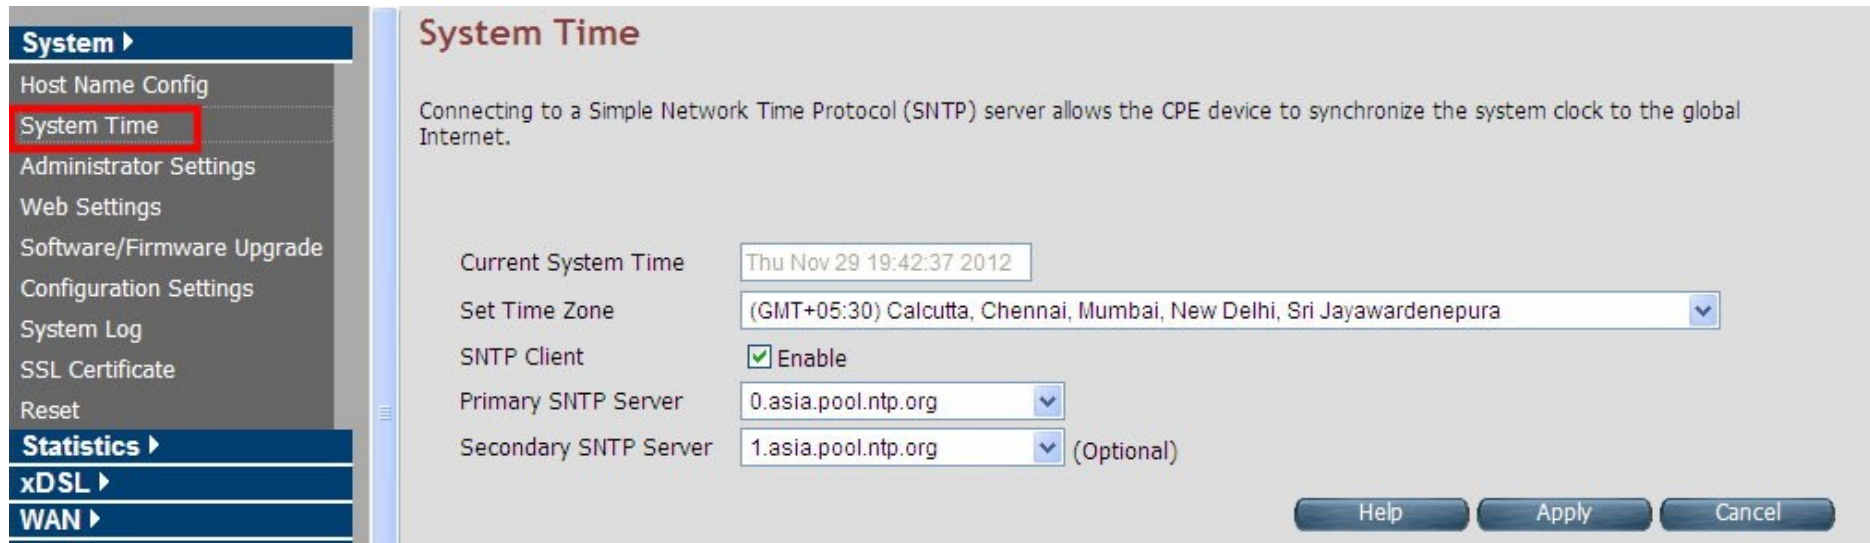 System
Host Name Config
System Time
Administrator Settings
Web Settings
Software/Firmware Upgrade
Configuration Settings
System Log
SSL Certificate
Reset
Statistics
xDSL
WAN
System Time
Connecting to a Simple Network Time Protocol (SNTP) server allows the CPE device to synchronize the system clock to the global
Internet.
Current System Time Thu Nov 29 19:42:37 2012
Set Time Zone (GMT+05:30) Calcutta, Chennai, Mumbai, New Delhi, Sri Jayawardenepura
SNTP Client Enable
Primary SNTP Server 0.asia.pool.ntp.org
Secondary SNTP Server 1.asia.pool.ntp.org (Optional)
Help Apply Cancel